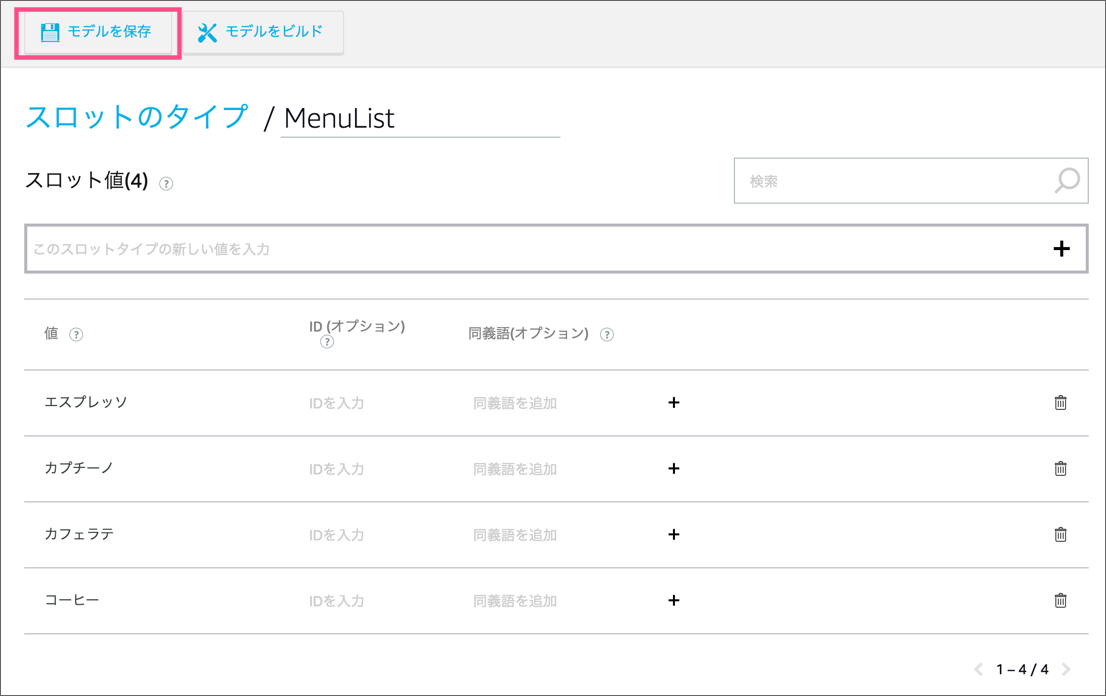 モデルを保存 モデルをビルド
スロットのタイプ / MenuList
スロット値(4) ?
検索
このスロットタイプの新しい値を入力 +
値 ? ID (オプション) ? 同義語(オプション) ?
エスプレッソ IDを入力 同義語を追加 +
カプチーノ IDを入力 同義語を追加 +
カフェラテ IDを入力 同義語を追加 +
コーヒー IDを入力 同義語を追加 +
< 1 – 4 / 4 >